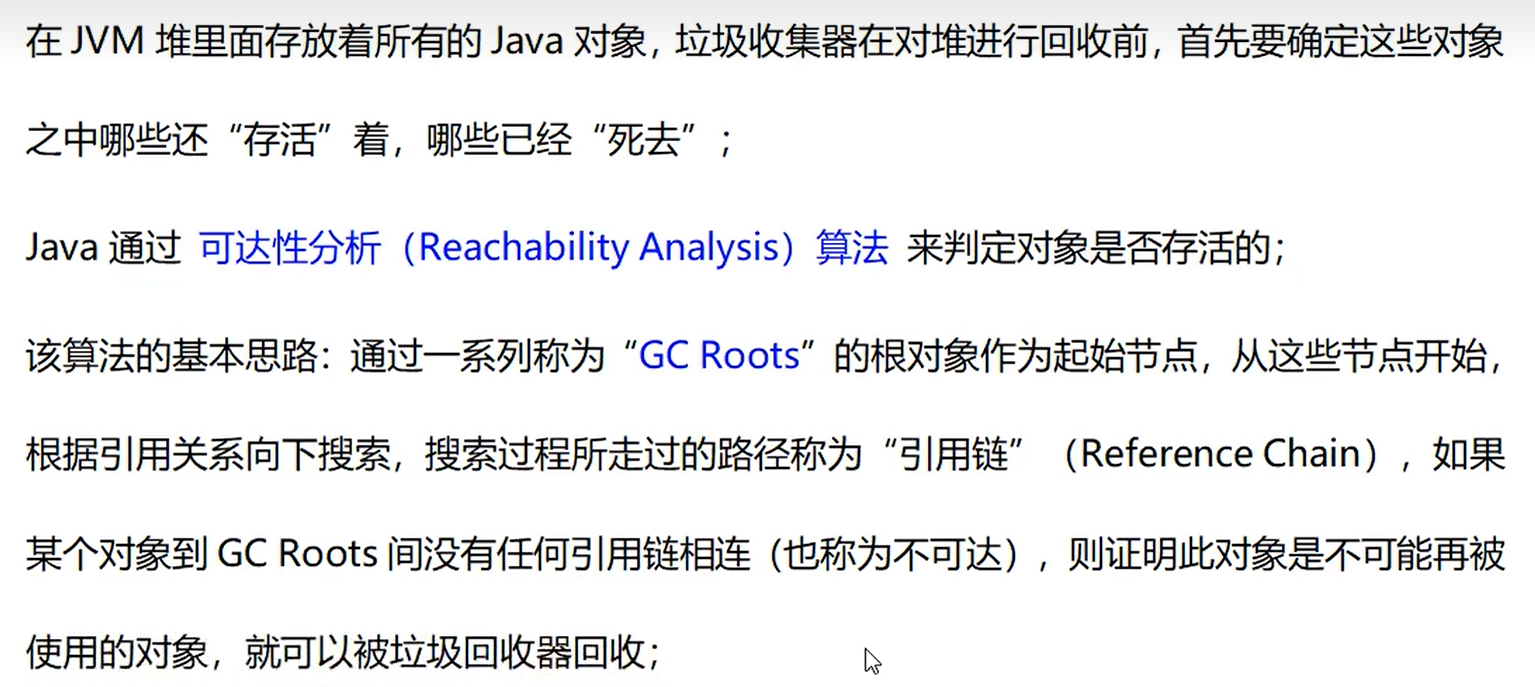 在 JVM 堆里面存放着所有的 Java 对象，垃圾收集器在对堆进行回收前，首先要确定这些对象
之中哪些还“存活”着，哪些已经“死去”；
Java 通过 可达性分析（Reachability Analysis）算法 来判定对象是否存活的；
该算法的基本思路：通过一系列称为“GC Roots”的根对象作为起始节点，从这些节点开始，
根据引用关系向下搜索，搜索过程所走过的路径称为“引用链”（Reference Chain），如果
某个对象到 GC Roots 间没有任何引用链相连（也称为不可达），则证明此对象是不可能再被
使用的对象，就可以被垃圾回收器回收；